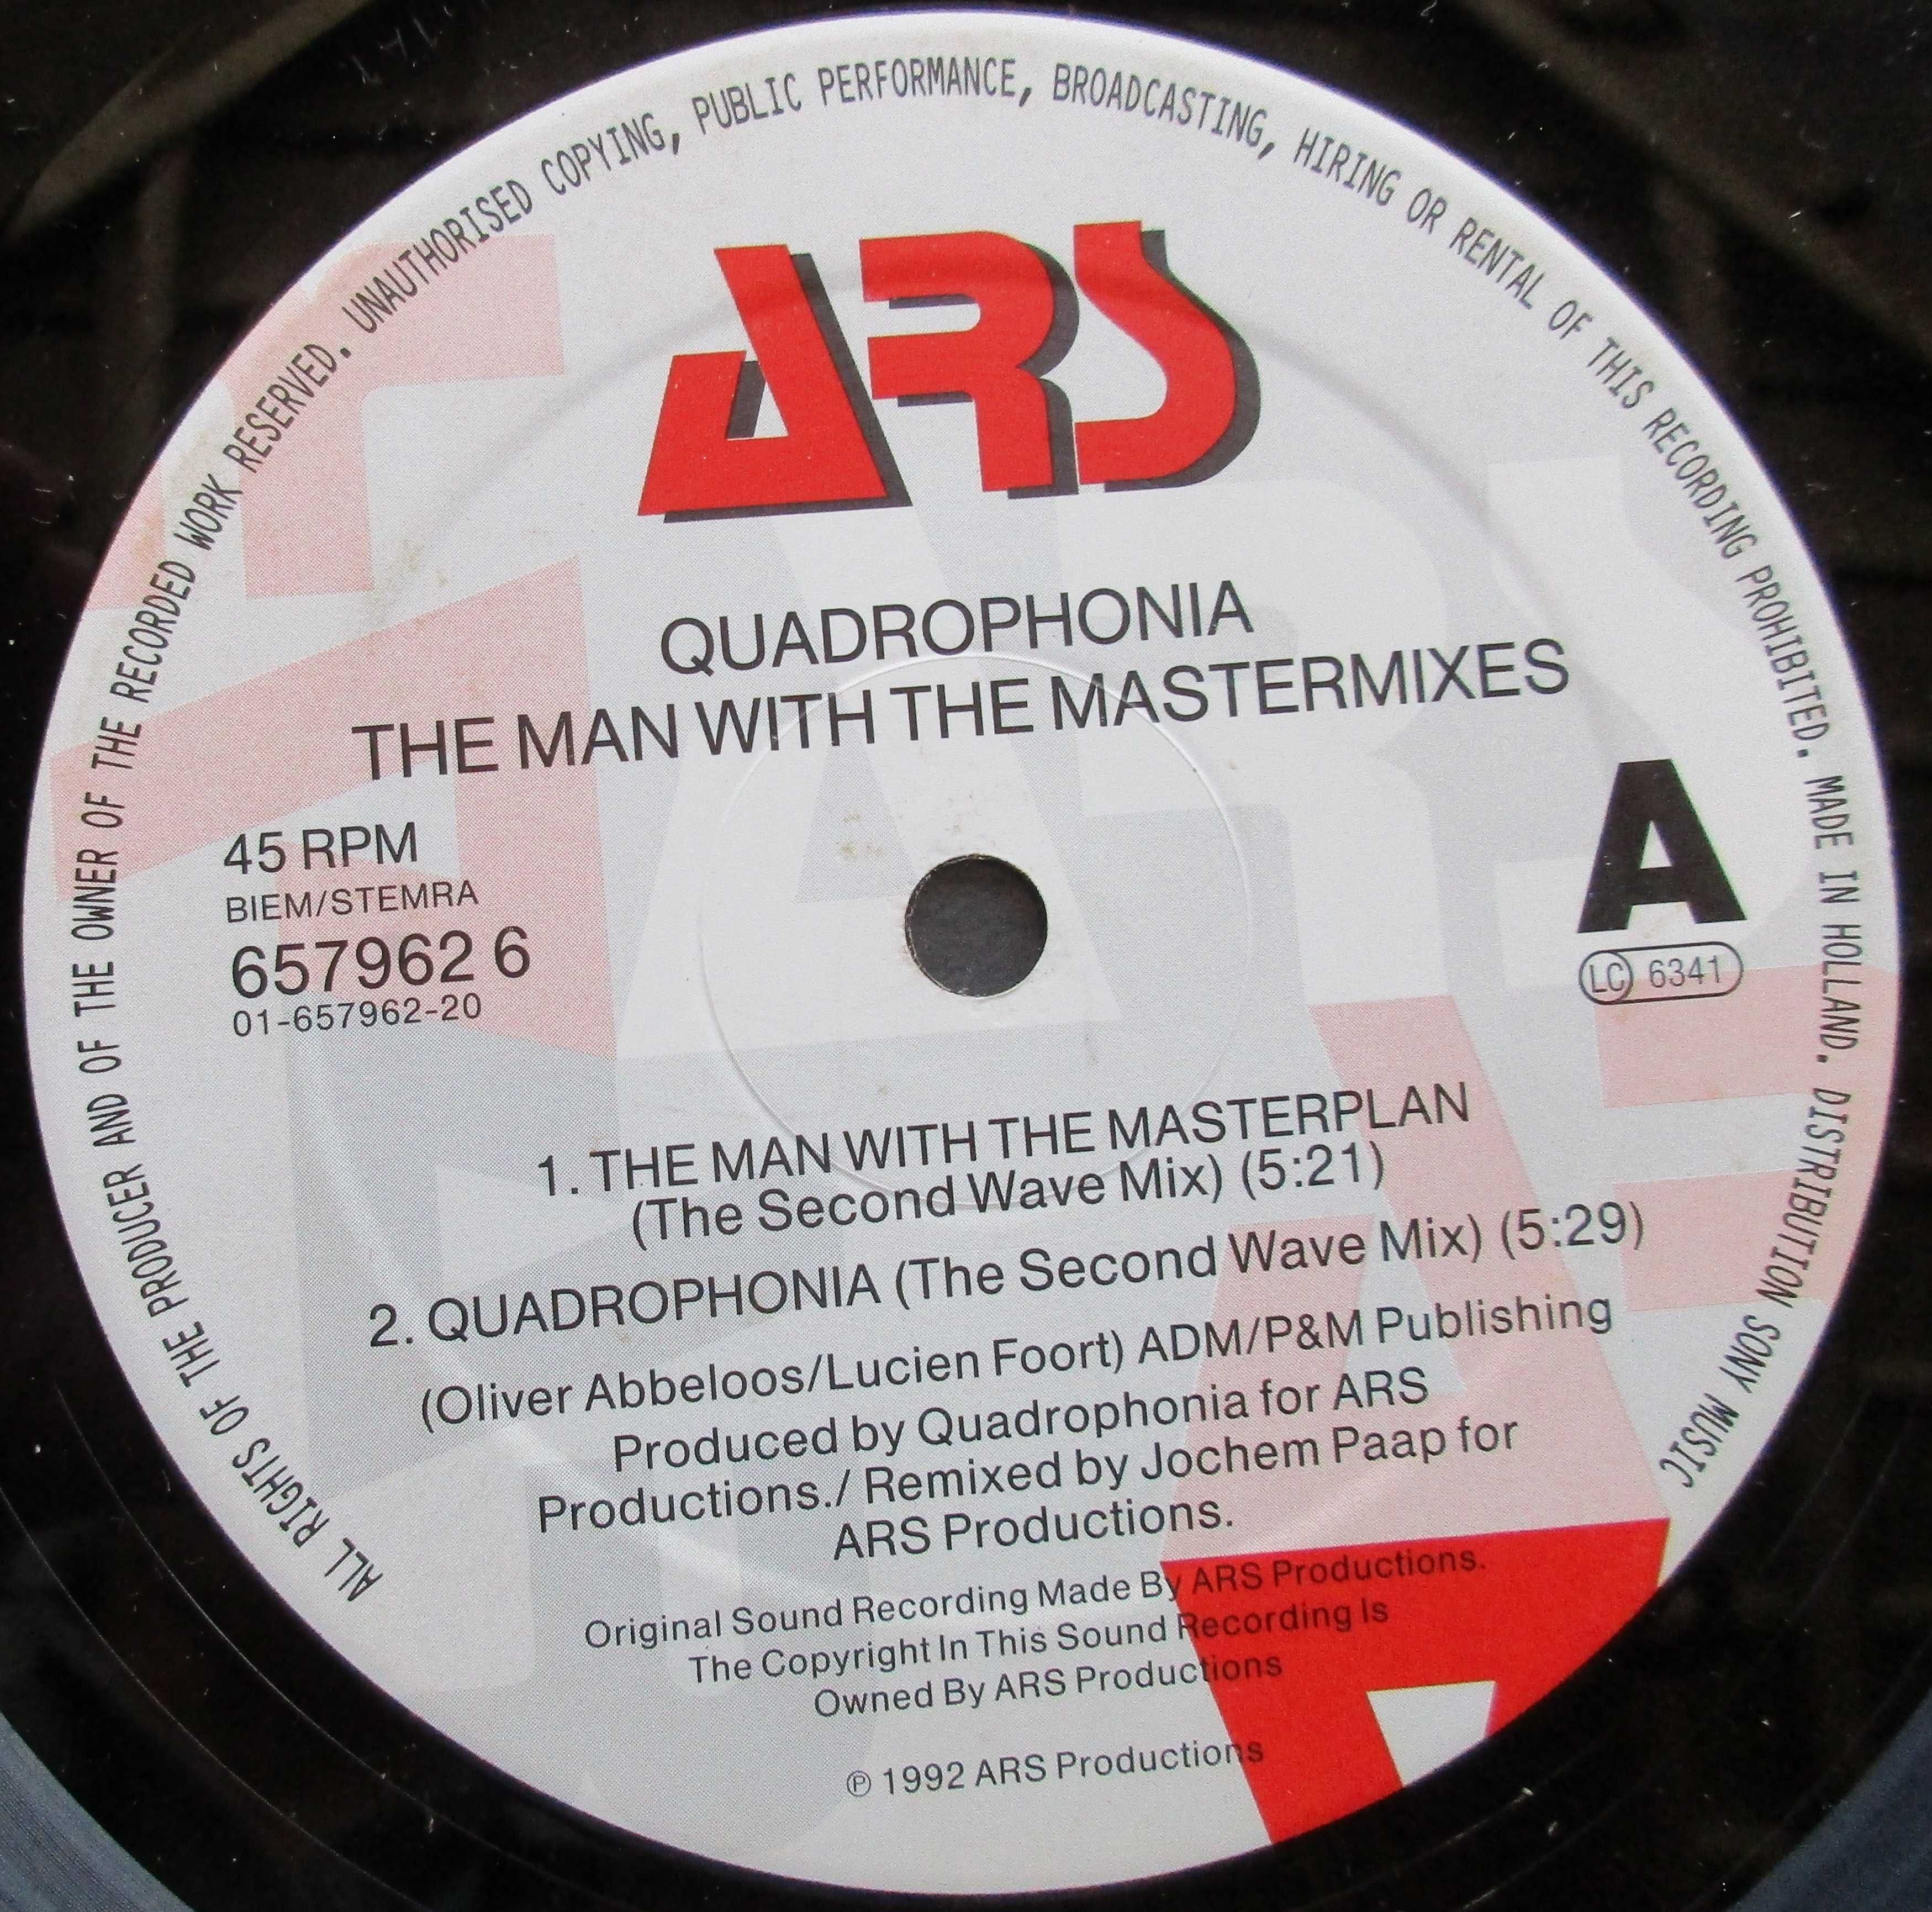 ALL RIGHTS OF THE PRODUCER AND OF THE OWNER OF THE RECORDED WORK RESERVED. UNAUTHORISED COPYING, PUBLIC PERFORMANCE, BROADCASTING, HIRING OR RENTAL OF THIS RECORDING PROHIBITED. MADE IN HOLLAND. DISTRIBUTION SONY MUSIC
ARS
QUADROPHONIA
THE MAN WITH THE MASTERMIXES
45 RPM
BIEM/STEMRA
657962 6
01-657962-20
A
LC 6341
1. THE MAN WITH THE MASTERPLAN
(The Second Wave Mix) (5:21)
2. QUADROPHONIA (The Second Wave Mix) (5:29)
(Oliver Abbeloos/Lucien Foort) ADM/P&M Publishing
Produced by Quadrophonia for ARS
Productions./ Remixed by Jochem Paap for
ARS Productions.
Original Sound Recording Made By ARS Productions.
The Copyright In This Sound Recording Is
Owned By ARS Productions
℗ 1992 ARS Productions